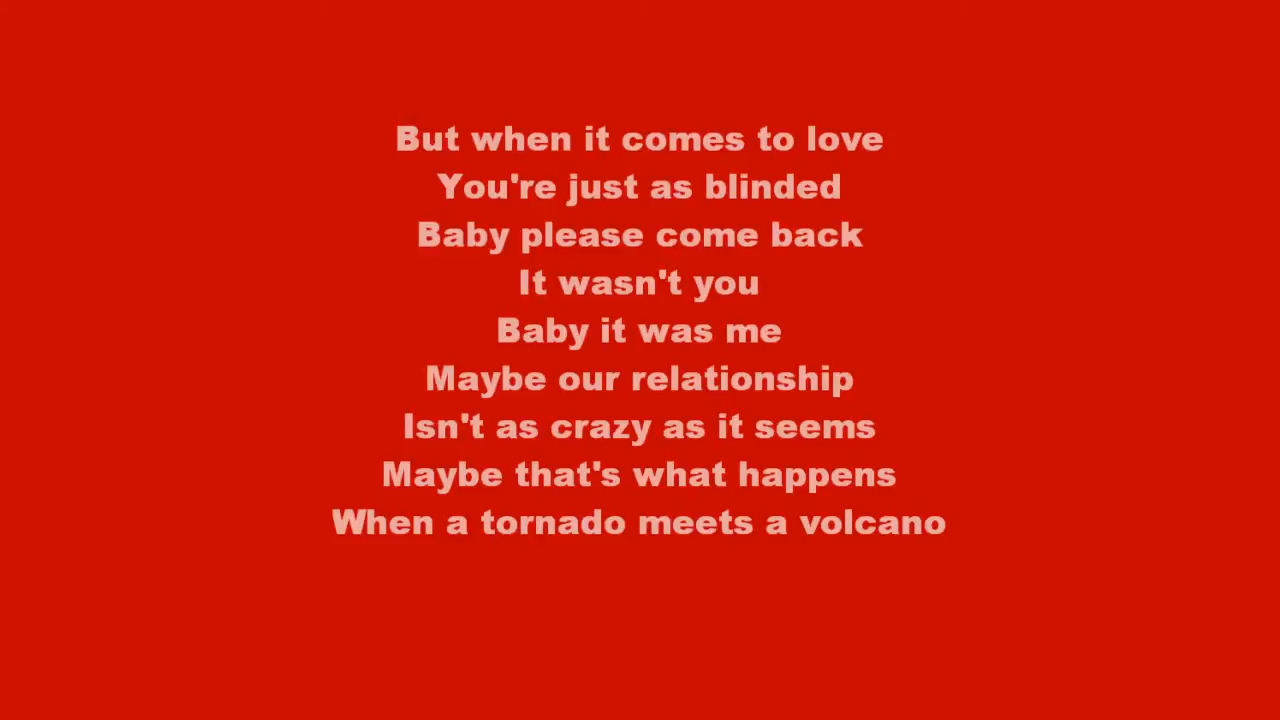 But when it comes to love
You're just as blinded
Baby please come back
It wasn't you
Baby it was me
Maybe our relationship
Isn't as crazy as it seems
Maybe that's what happens
When a tornado meets a volcano